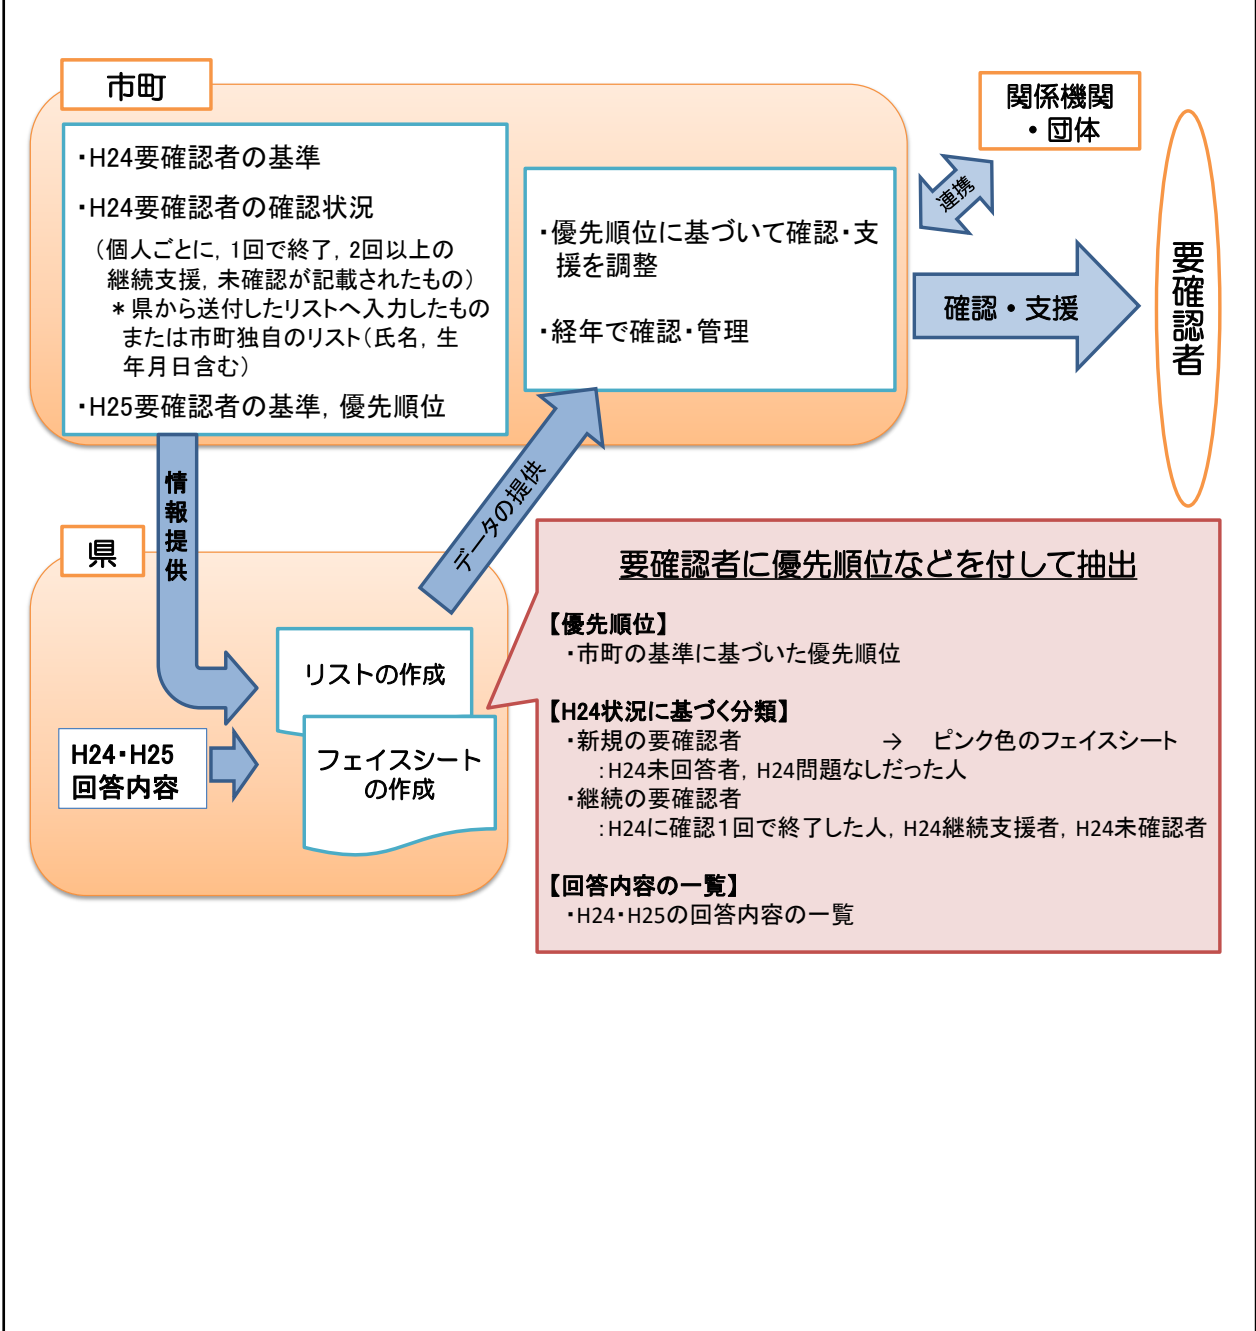 市町
・H24要確認者の基準
・H24要確認者の確認状況
（個人ごとに，1回で終了，2回以上の
継続支援，未確認が記載されたもの）
＊県から送付したリストへ入力したもの
または市町独自のリスト（氏名，生
年月日含む）
・H25要確認者の基準，優先順位
・優先順位に基づいて確認・支
援を調整
・経年で確認・管理
関係機関
・団体
連携
確認・支援
要確認者
情報提供
データの提供
県
リストの作成
フェイスシート
の作成
H24・H25
回答内容
要確認者に優先順位などを付して抽出
【優先順位】
・市町の基準に基づいた優先順位
【H24状況に基づく分類】
・新規の要確認者　→　ピンク色のフェイスシート
：H24未回答者，H24問題なしだった人
・継続の要確認者
：H24に確認１回で終了した人，H24継続支援者，H24未確認者
【回答内容の一覧】
・H24・H25の回答内容の一覧